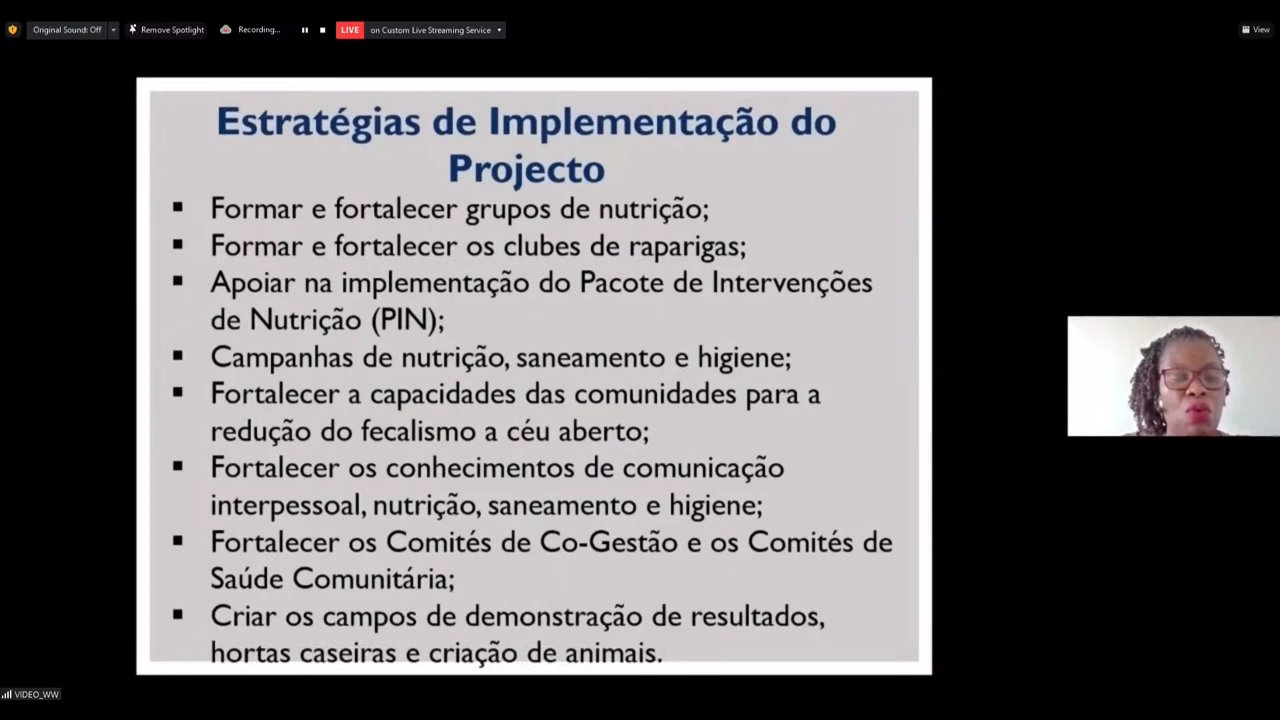 Original Sound: Off
Remove Spotlight
Recording...
LIVE
on Custom Live Streaming Service
View
Estratégias de Implementação do
Projecto
▪ Formar e fortalecer grupos de nutrição;
▪ Formar e fortalecer os clubes de raparigas;
▪ Apoiar na implementação do Pacote de Intervenções
de Nutrição (PIN);
▪ Campanhas de nutrição, saneamento e higiene;
▪ Fortalecer a capacidades das comunidades para a
redução do fecalismo a céu aberto;
▪ Fortalecer os conhecimentos de comunicação
interpessoal, nutrição, saneamento e higiene;
▪ Fortalecer os Comités de Co-Gestão e os Comités de
Saúde Comunitária;
▪ Criar os campos de demonstração de resultados,
hortas caseiras e criação de animais.
VIDEO_WW